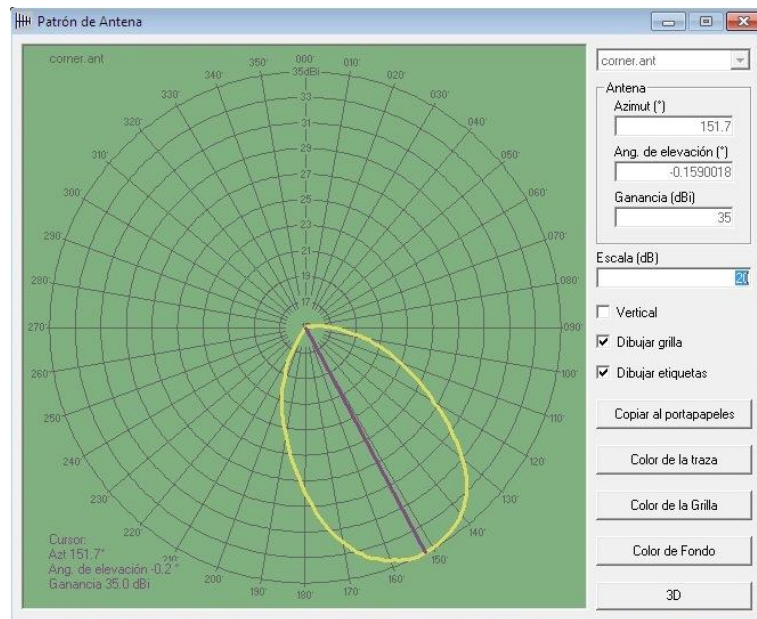 Patrón de Antena
corner.ant
000'
35dBi
010'
020'
030'
040'
050'
060'
070'
080'
090'
100'
110'
120'
130'
140'
150'
160'
170'
180'
190'
200'
210'
220'
230'
240'
250'
260'
270'
280'
290'
300'
310'
320'
330'
340'
350'
33
31
29
27
25
23
21
19
17
Cursor:
Azt 151.7°
Ang. de elevación -0.2 °
Ganancia 35.0 dBi
corner.ant
Antena
Azimut (°)
151.7
Ang. de elevación (°)
-0.1590018
Ganancia (dBi)
35
Escala (dB)
20
Vertical
Dibujar grilla
Dibujar etiquetas
Copiar al portapapeles
Color de la traza
Color de la Grilla
Color de Fondo
3D